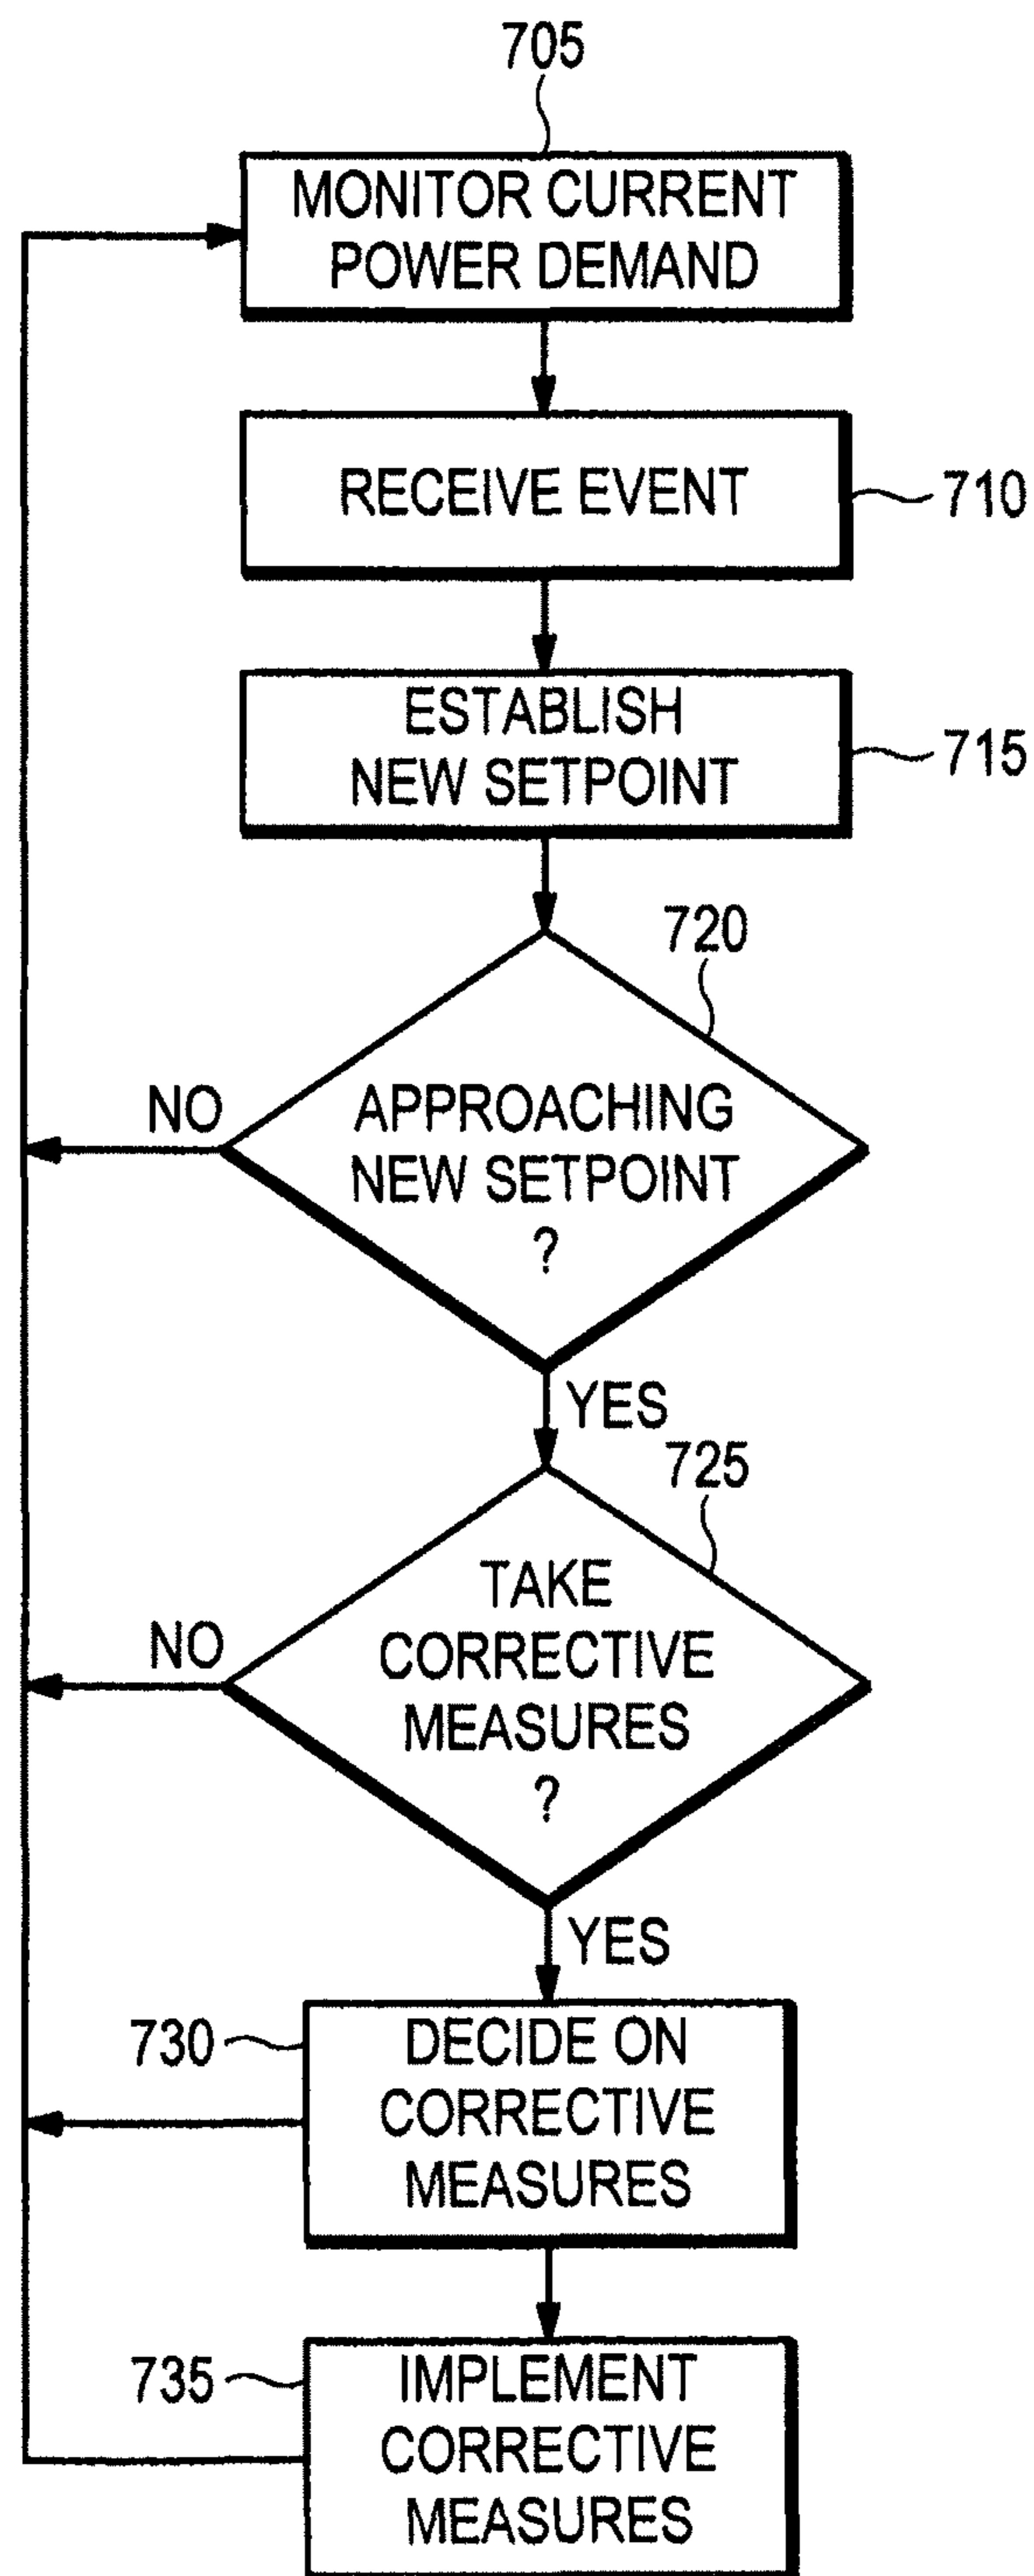 705
MONITOR CURRENT
POWER DEMAND
RECEIVE EVENT
710
ESTABLISH
NEW SETPOINT
715
720
NO
APPROACHING
NEW SETPOINT
?
YES
725
NO
TAKE
CORRECTIVE
MEASURES
?
YES
730
DECIDE ON
CORRECTIVE
MEASURES
735
IMPLEMENT
CORRECTIVE
MEASURES